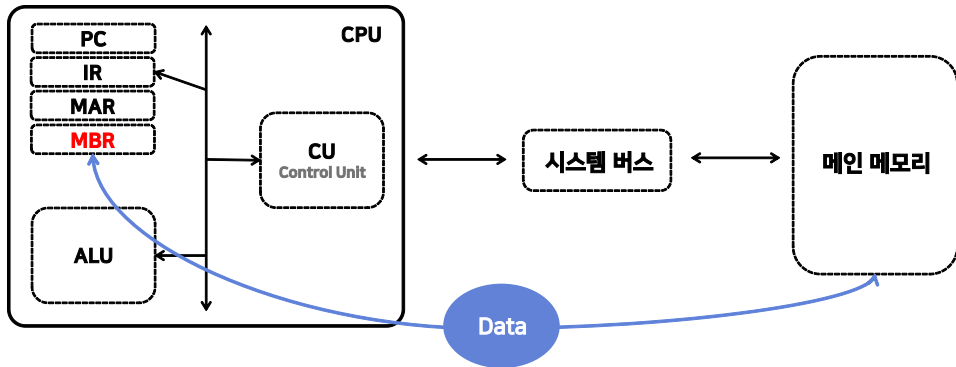 CPU
PC
IR
MAR
MBR
CU
Control Unit
ALU
시스템 버스
메인 메모리
Data